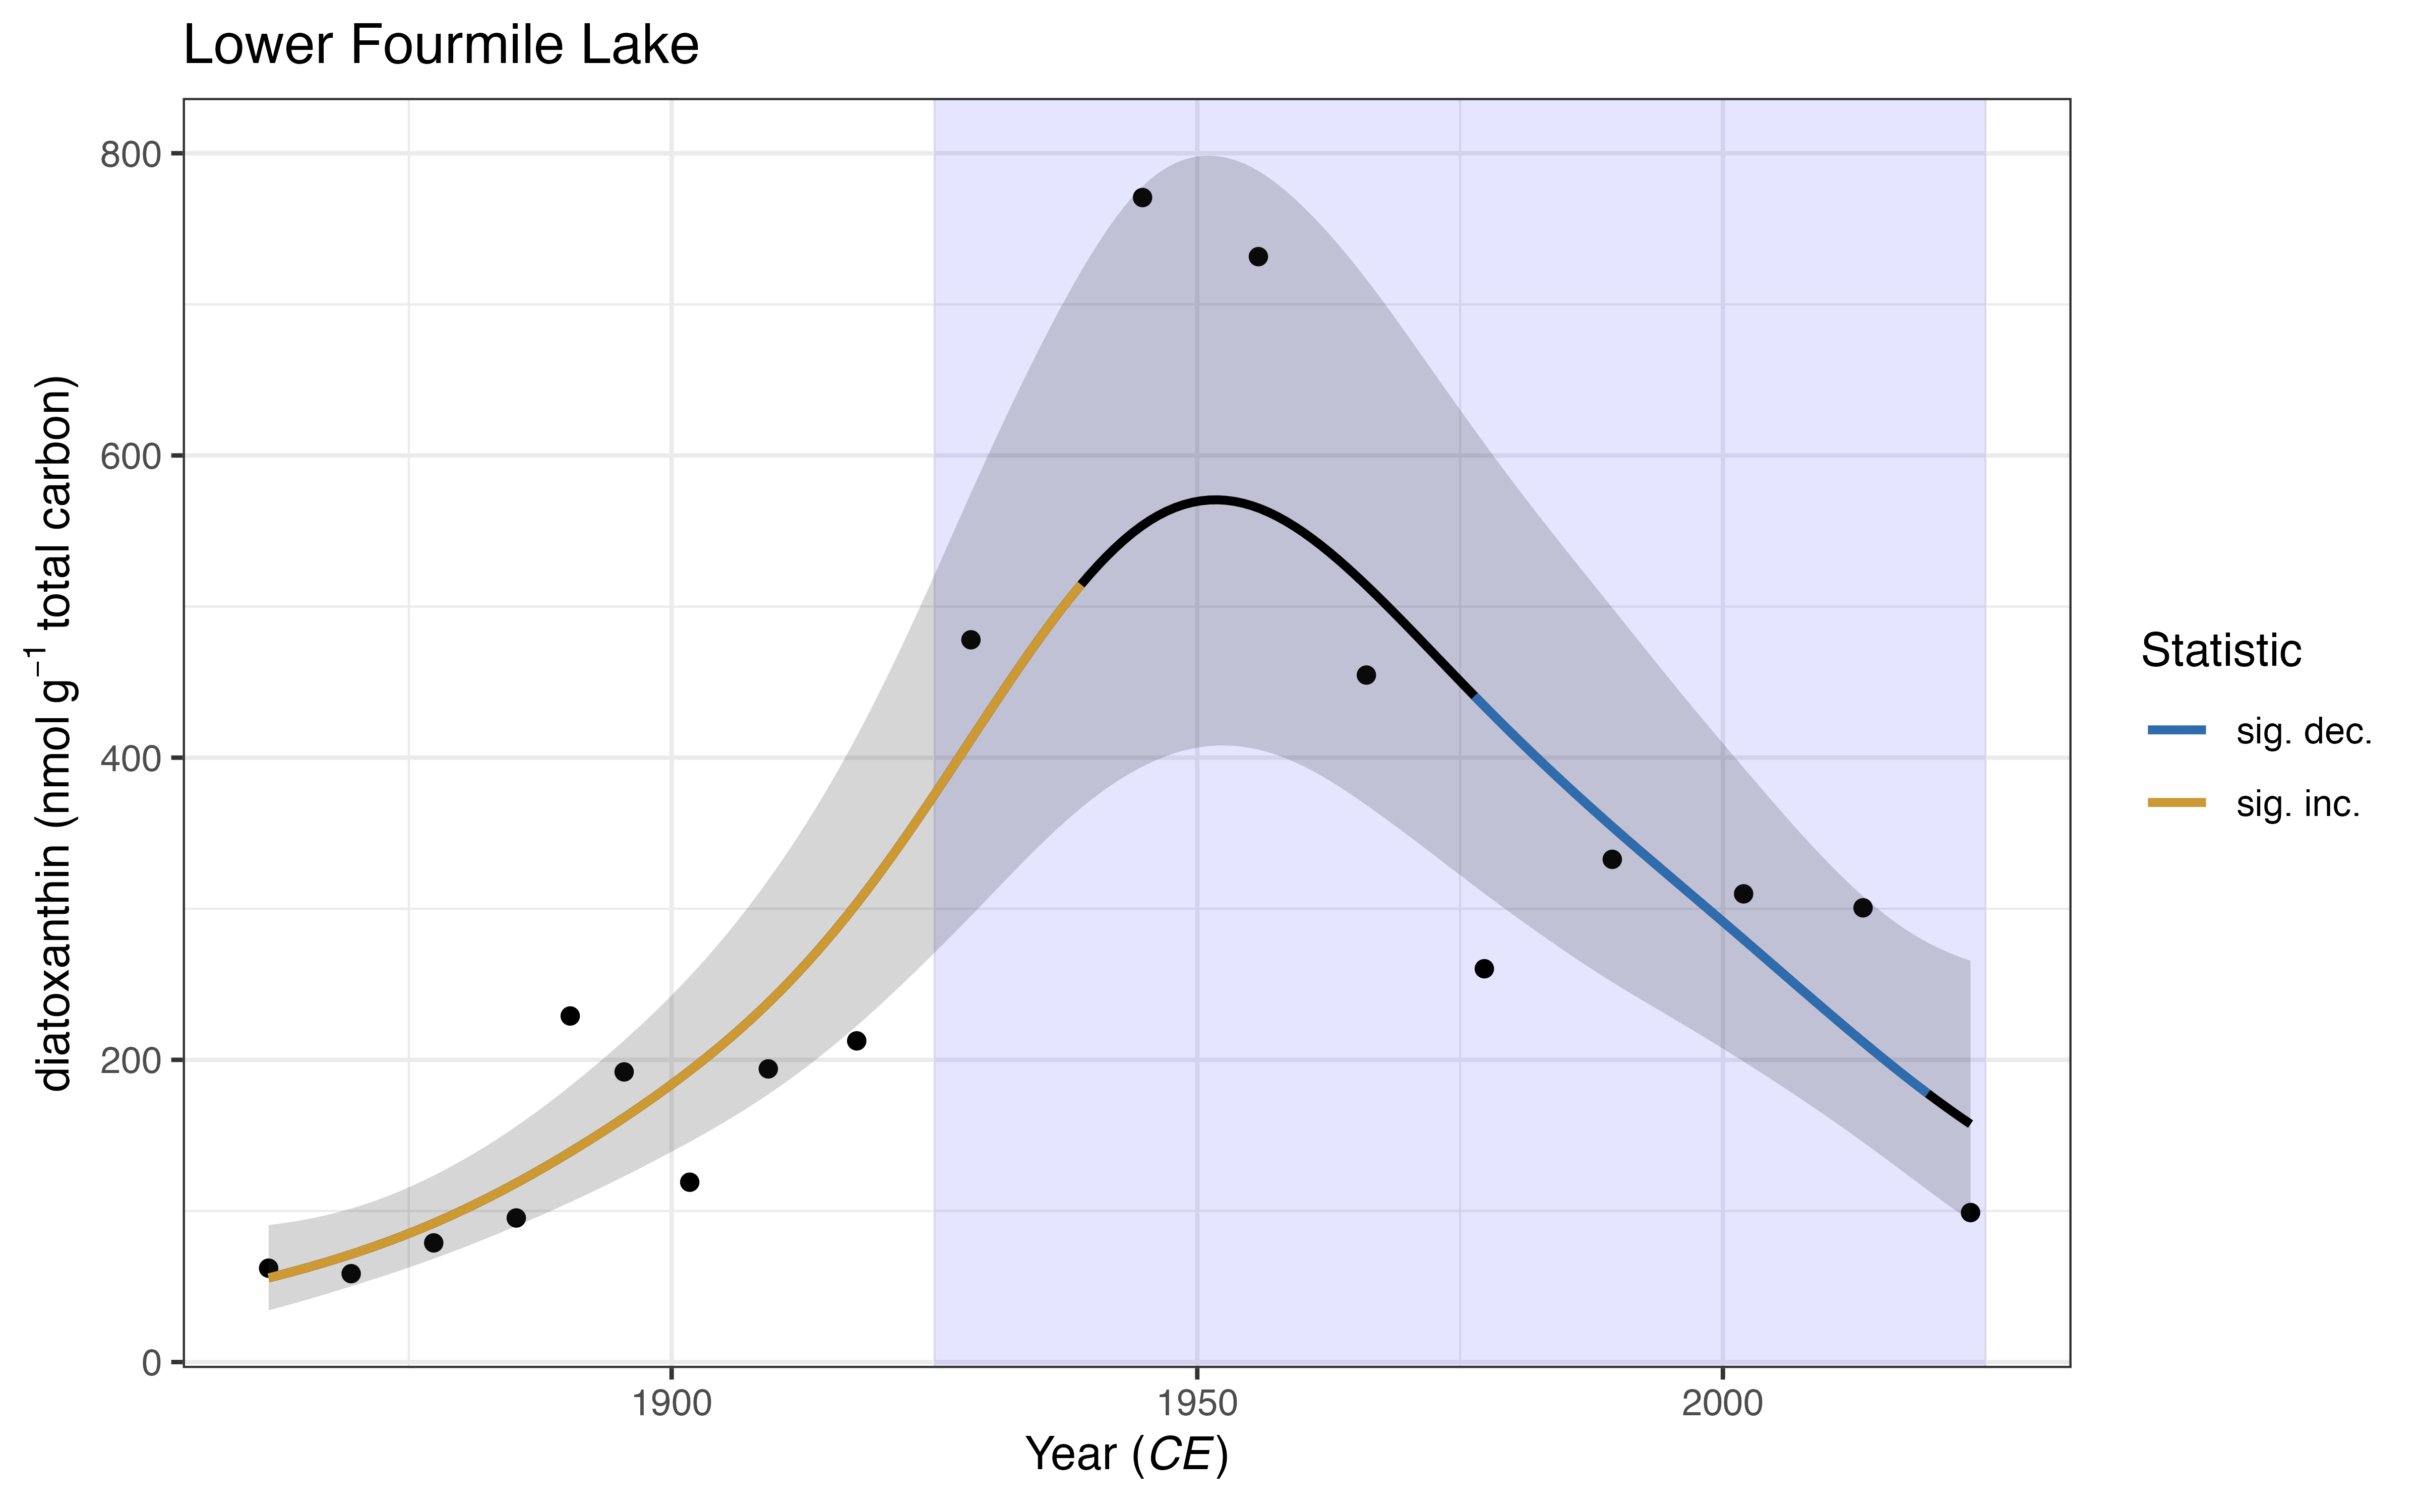 Lower Fourmile Lake
diatoxanthin (nmol g⁻¹ total carbon)
800
600
400
200
0
1900 1950 2000
Year (CE)
Statistic
sig. dec.
sig. inc.